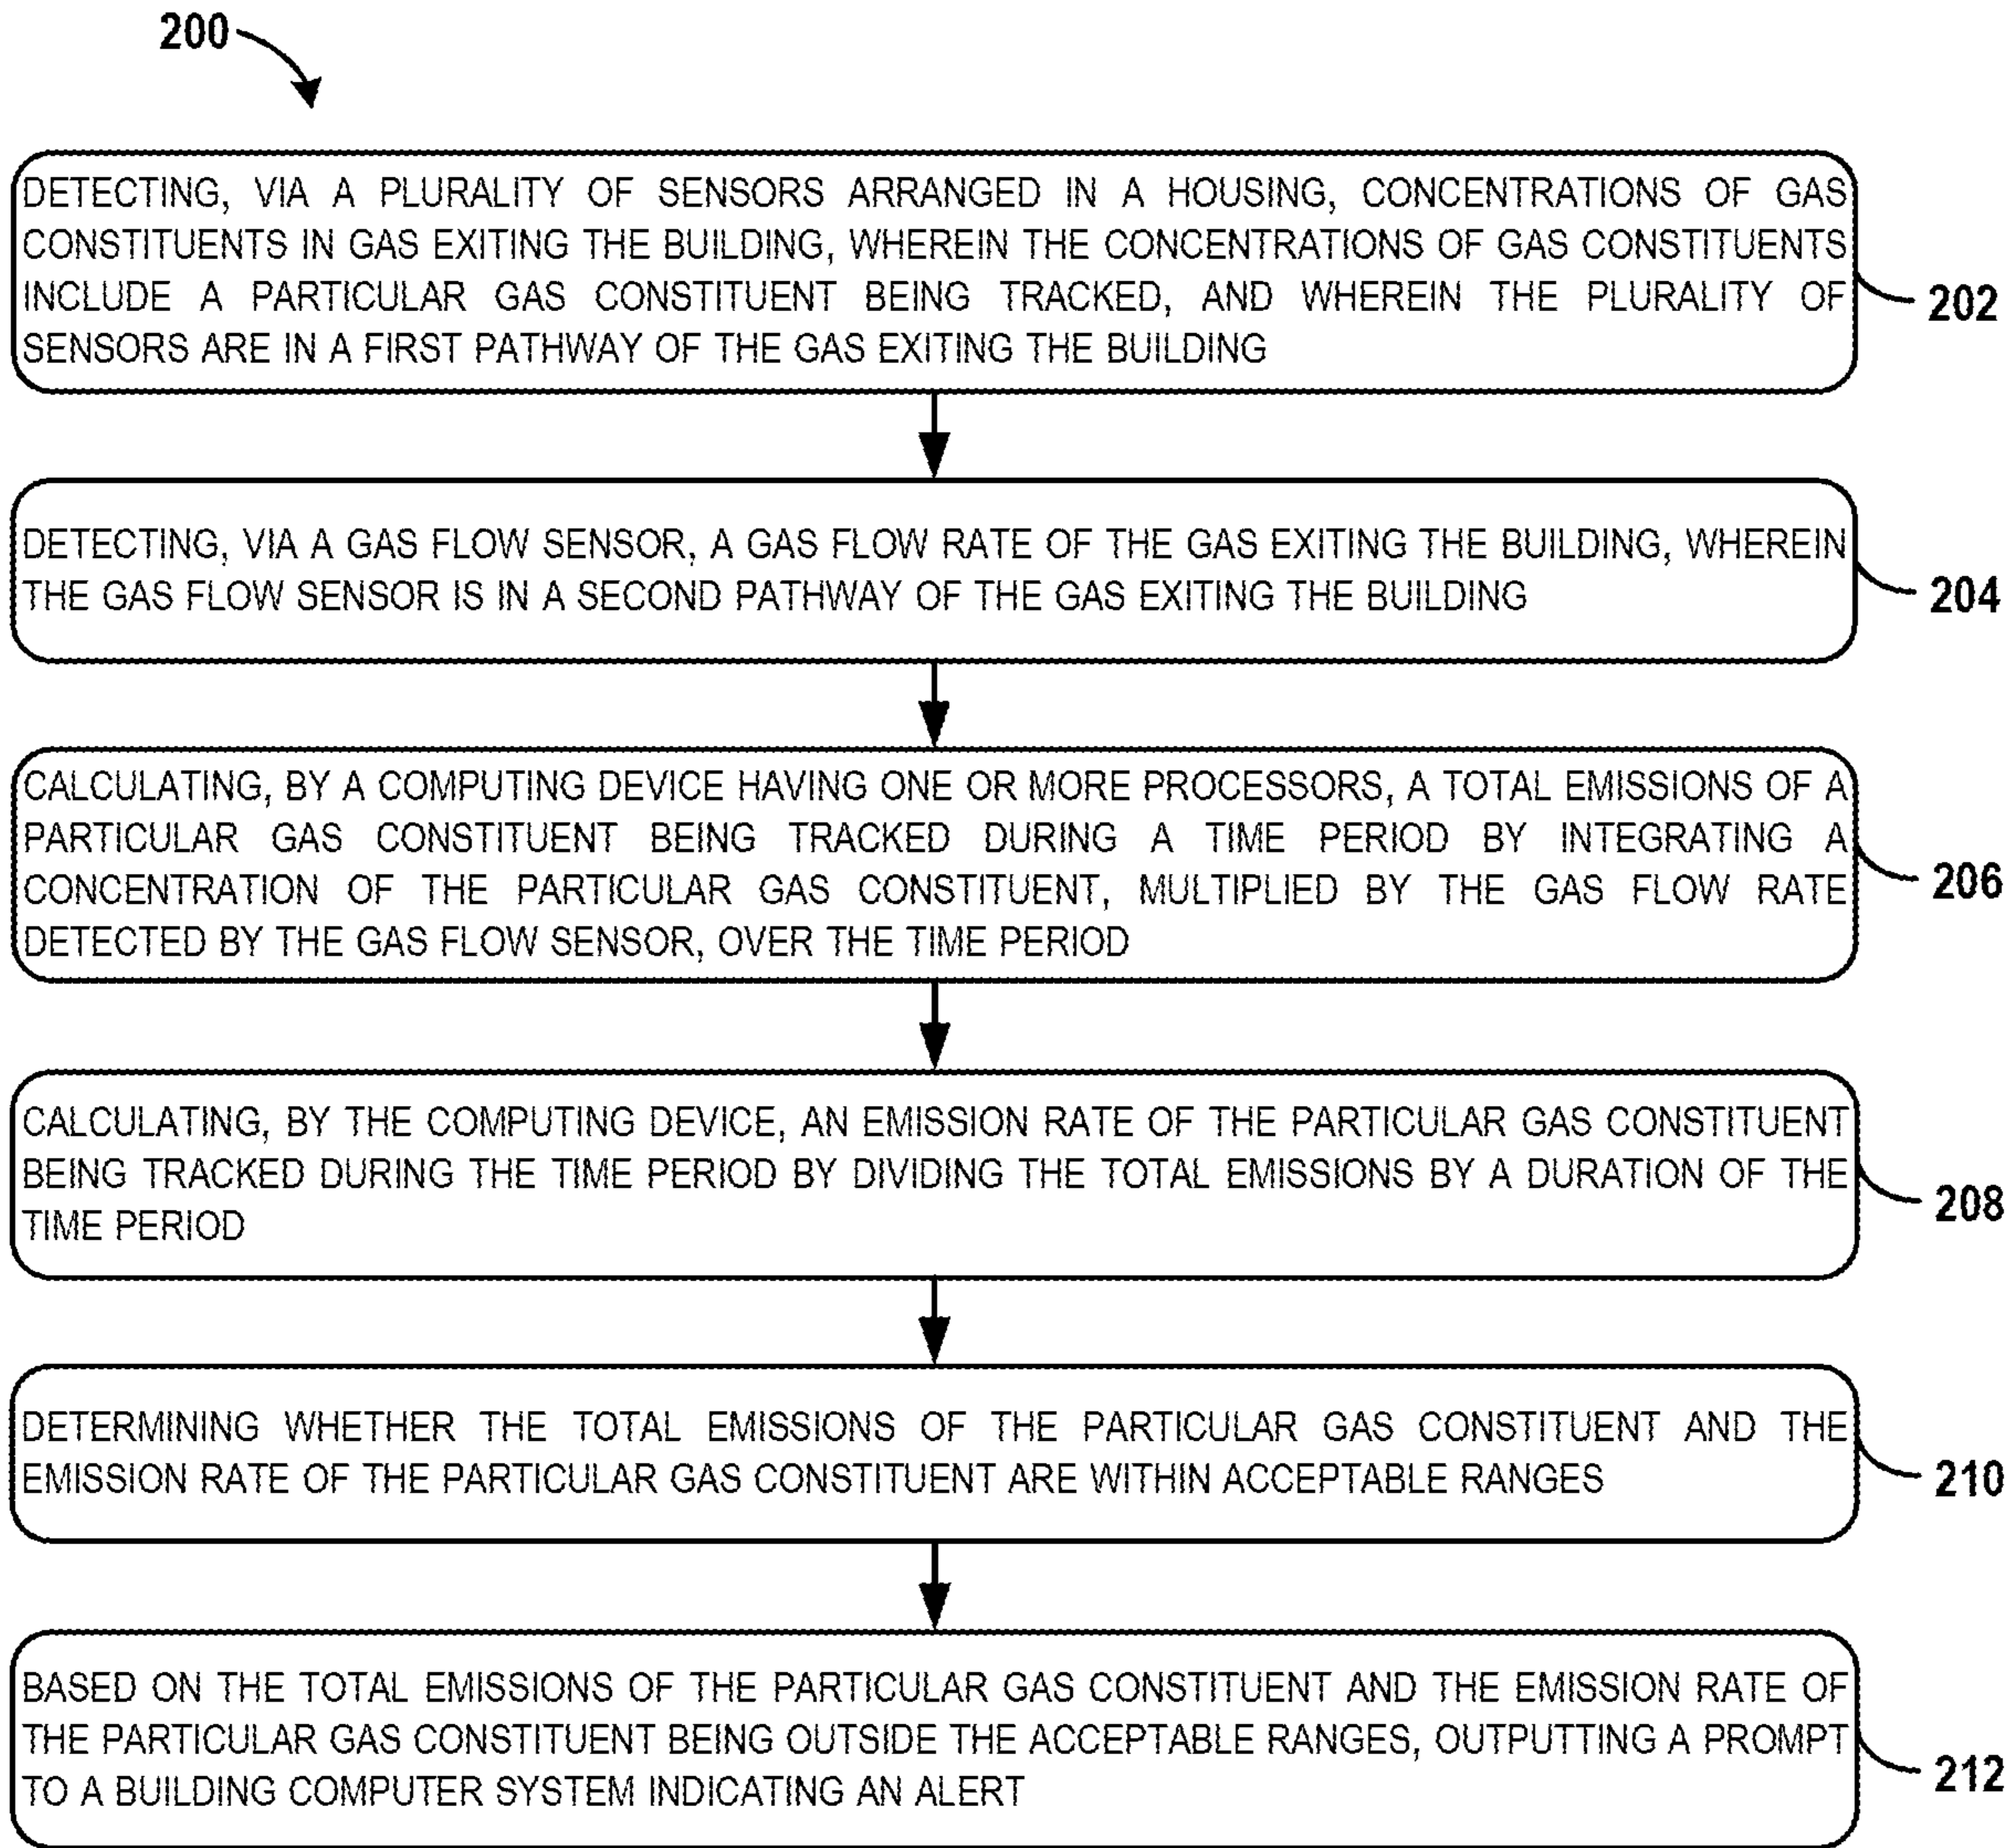 200
DETECTING, VIA A PLURALITY OF SENSORS ARRANGED IN A HOUSING, CONCENTRATIONS OF GAS
CONSTITUENTS IN GAS EXITING THE BUILDING, WHEREIN THE CONCENTRATIONS OF GAS CONSTITUENTS
INCLUDE A PARTICULAR GAS CONSTITUENT BEING TRACKED, AND WHEREIN THE PLURALITY OF
SENSORS ARE IN A FIRST PATHWAY OF THE GAS EXITING THE BUILDING
202
DETECTING, VIA A GAS FLOW SENSOR, A GAS FLOW RATE OF THE GAS EXITING THE BUILDING, WHEREIN
THE GAS FLOW SENSOR IS IN A SECOND PATHWAY OF THE GAS EXITING THE BUILDING
204
CALCULATING, BY A COMPUTING DEVICE HAVING ONE OR MORE PROCESSORS, A TOTAL EMISSIONS OF A
PARTICULAR GAS CONSTITUENT BEING TRACKED DURING A TIME PERIOD BY INTEGRATING A
CONCENTRATION OF THE PARTICULAR GAS CONSTITUENT, MULTIPLIED BY THE GAS FLOW RATE
DETECTED BY THE GAS FLOW SENSOR, OVER THE TIME PERIOD
206
CALCULATING, BY THE COMPUTING DEVICE, AN EMISSION RATE OF THE PARTICULAR GAS CONSTITUENT
BEING TRACKED DURING THE TIME PERIOD BY DIVIDING THE TOTAL EMISSIONS BY A DURATION OF THE
TIME PERIOD
208
DETERMINING WHETHER THE TOTAL EMISSIONS OF THE PARTICULAR GAS CONSTITUENT AND THE
EMISSION RATE OF THE PARTICULAR GAS CONSTITUENT ARE WITHIN ACCEPTABLE RANGES
210
BASED ON THE TOTAL EMISSIONS OF THE PARTICULAR GAS CONSTITUENT AND THE EMISSION RATE OF
THE PARTICULAR GAS CONSTITUENT BEING OUTSIDE THE ACCEPTABLE RANGES, OUTPUTTING A PROMPT
TO A BUILDING COMPUTER SYSTEM INDICATING AN ALERT
212